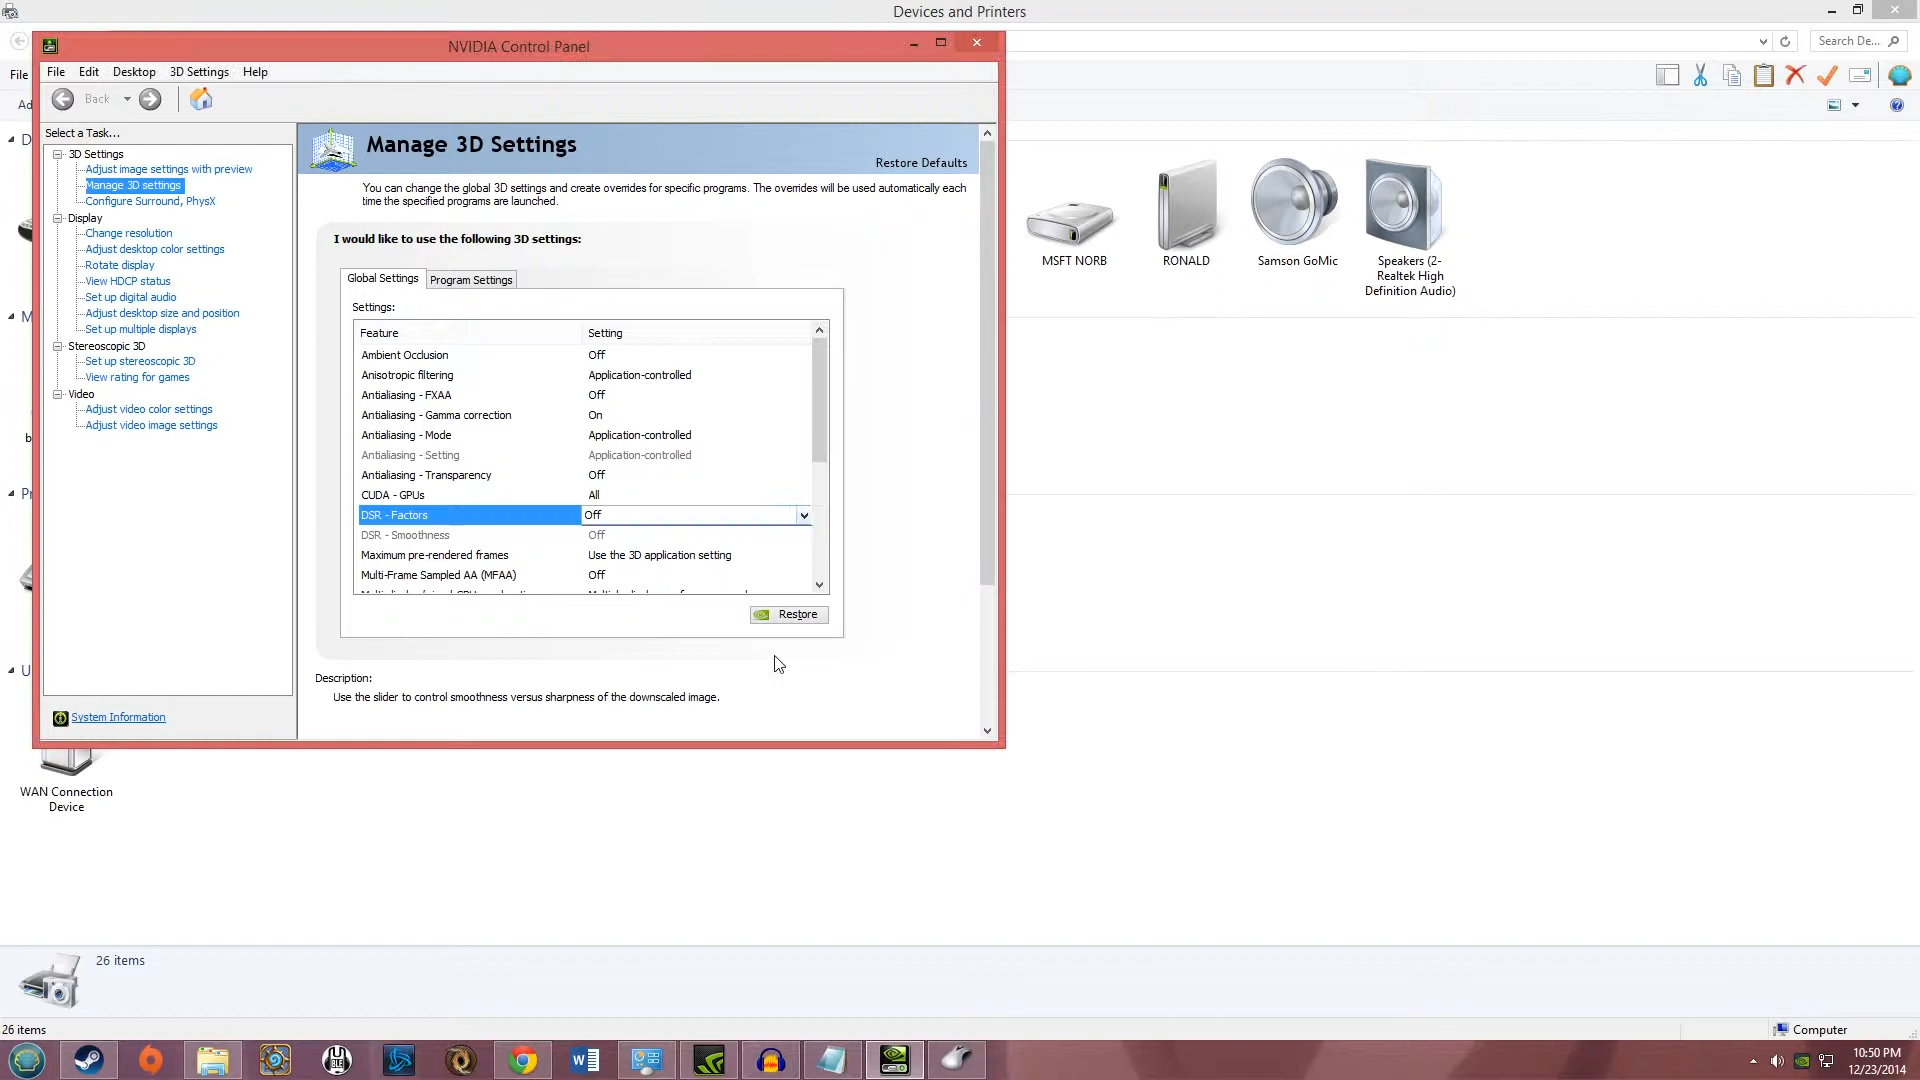 Devices and Printers
NVIDIA Control Panel
Search De...
File
File Edit Desktop 3D Settings Help
Back
Ad
Select a Task...
3D Settings
Adjust image settings with preview
Manage 3D settings
Configure Surround, PhysX
Display
Change resolution
Adjust desktop color settings
Rotate display
View HDCP status
Set up digital audio
Adjust desktop size and position
Set up multiple displays
Stereoscopic 3D
Set up stereoscopic 3D
View rating for games
Video
Adjust video color settings
Adjust video image settings
System Information
D
M
b
Pr
U
Manage 3D Settings
Restore Defaults
You can change the global 3D settings and create overrides for specific programs. The overrides will be used automatically each
time the specified programs are launched.
I would like to use the following 3D settings:
Global Settings Program Settings
Settings:
Feature Setting
Ambient Occlusion Off
Anisotropic filtering Application-controlled
Antialiasing - FXAA Off
Antialiasing - Gamma correction On
Antialiasing - Mode Application-controlled
Antialiasing - Setting Application-controlled
Antialiasing - Transparency Off
CUDA - GPUs All
DSR - Factors Off
DSR - Smoothness Off
Maximum pre-rendered frames Use the 3D application setting
Multi-Frame Sampled AA (MFAA) Off
Restore
Description:
Use the slider to control smoothness versus sharpness of the downscaled image.
MSFT NORB
RONALD
Samson GoMic
Speakers (2-
Realtek High
Definition Audio)
WAN Connection
Device
26 items
26 items
Computer
10:50 PM
12/23/2014